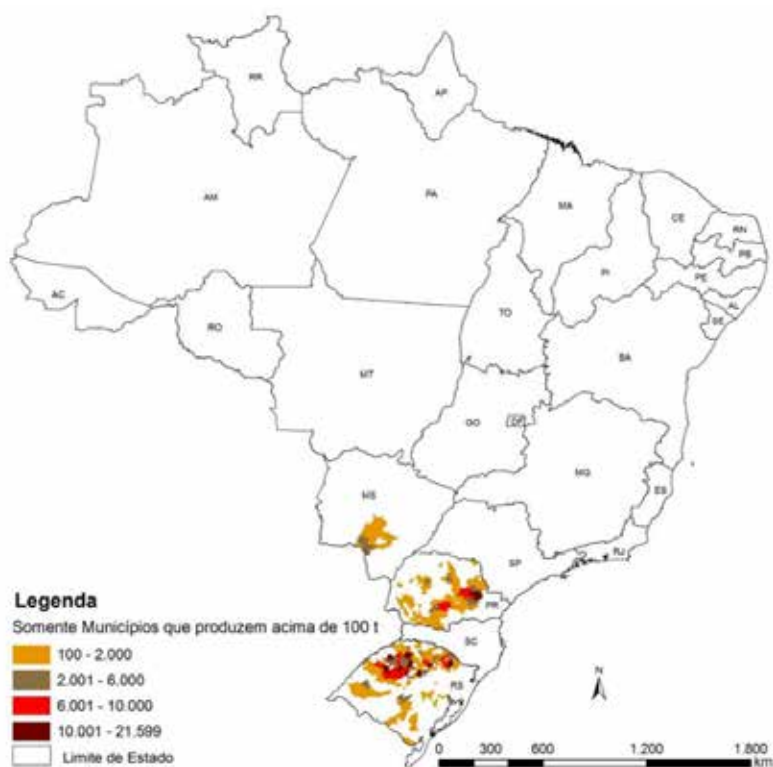 RR
AP
AM
PA
MA
CE
RN
PB
PE
AL
SE
PI
AC
RO
TO
BA
MT
GO
DF
MG
ES
MS
SP
RJ
PR
SC
RS
Legenda
Somente Municípios que produzem acima de 100 t
100 - 2.000
2.001 - 6.000
6.001 - 10.000
10.001 - 21.599
Limite de Estado
N
0 300 600 1.200 1.800
km